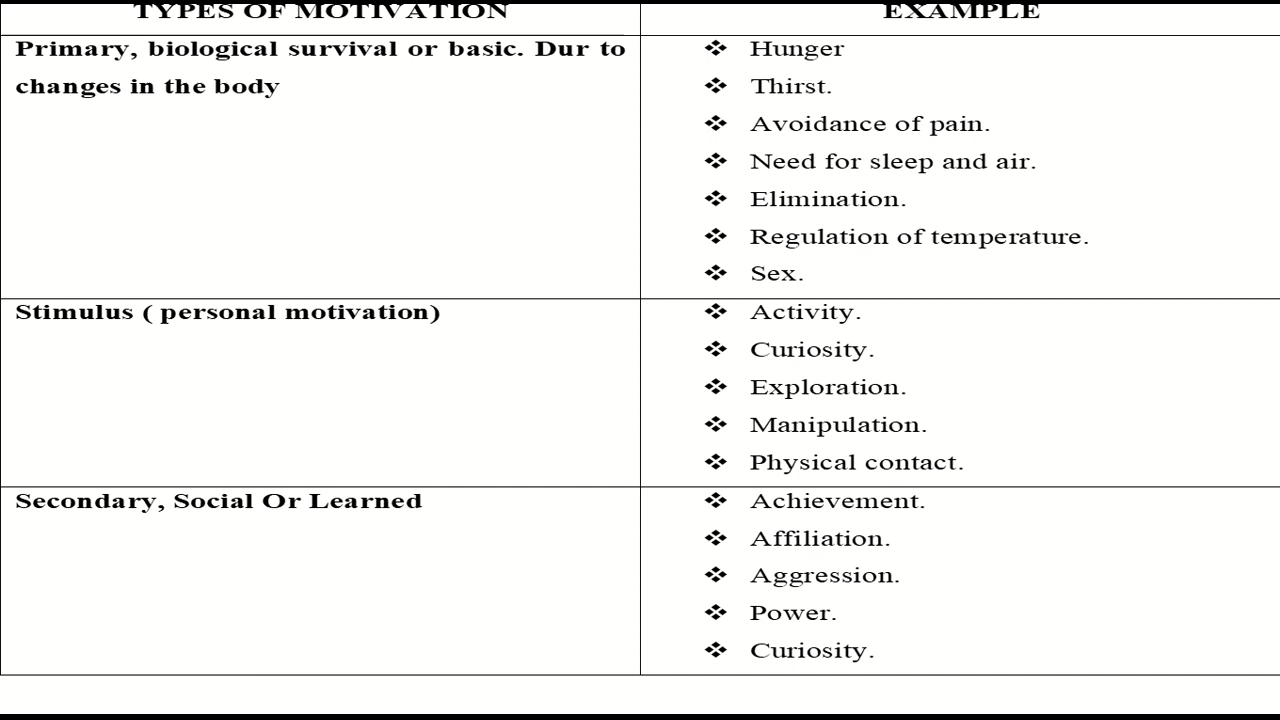 TYPES OF MOTIVATION EXAMPLE
Primary, biological survival or basic. Dur to
changes in the body
❖ Hunger
❖ Thirst.
❖ Avoidance of pain.
❖ Need for sleep and air.
❖ Elimination.
❖ Regulation of temperature.
❖ Sex.
Stimulus ( personal motivation)
❖ Activity.
❖ Curiosity.
❖ Exploration.
❖ Manipulation.
❖ Physical contact.
Secondary, Social Or Learned
❖ Achievement.
❖ Affiliation.
❖ Aggression.
❖ Power.
❖ Curiosity.